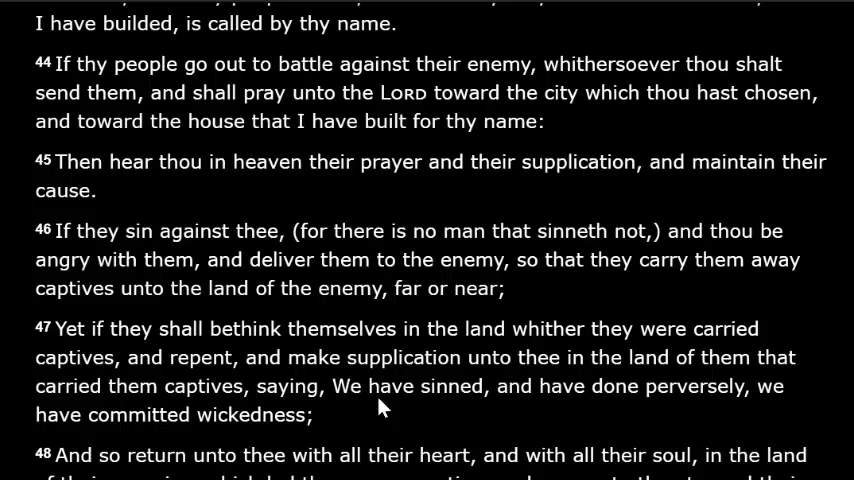 I have builded, is called by thy name.
44 If thy people go out to battle against their enemy, whithersoever thou shalt
send them, and shall pray unto the LORD toward the city which thou hast chosen,
and toward the house that I have built for thy name:
45 Then hear thou in heaven their prayer and their supplication, and maintain their
cause.
46 If they sin against thee, (for there is no man that sinneth not,) and thou be
angry with them, and deliver them to the enemy, so that they carry them away
captives unto the land of the enemy, far or near;
47 Yet if they shall bethink themselves in the land whither they were carried
captives, and repent, and make supplication unto thee in the land of them that
carried them captives, saying, We have sinned, and have done perversely, we
have committed wickedness;
48 And so return unto thee with all their heart, and with all their soul, in the land